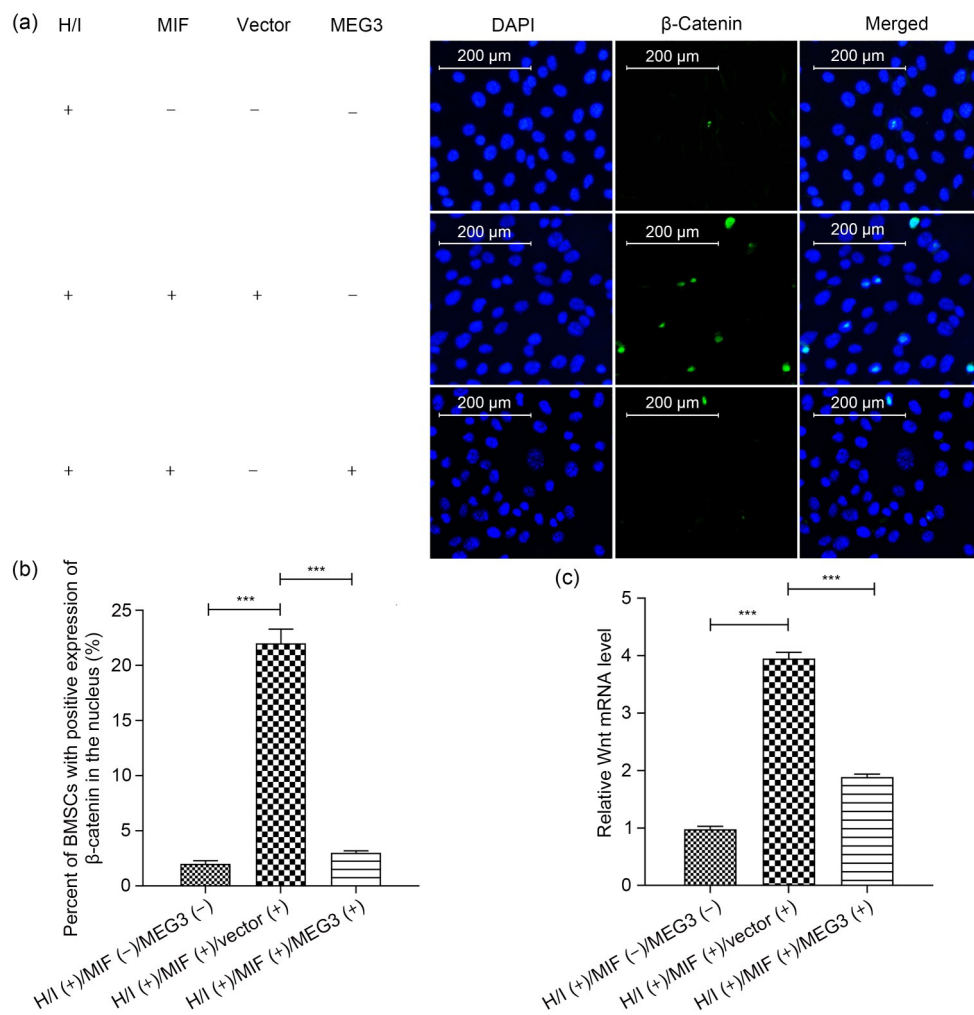 (a) H/I MIF Vector MEG3 DAPI β-Catenin Merged
200 μm 200 μm 200 μm
+ − − −
200 μm 200 μm 200 μm
+ + + −
200 μm 200 μm 200 μm
+ + − +
(b)
Percent of BMSCs with positive expression of
β-catenin in the nucleus (%)
25
20
15
10
5
0
***
***
H/I (+)/MIF (−)/MEG3 (−)
H/I (+)/MIF (+)/vector (+)
H/I (+)/MIF (+)/MEG3 (+)
(c)
Relative Wnt mRNA level
5
4
3
2
1
0
***
***
H/I (+)/MIF (−)/MEG3 (−)
H/I (+)/MIF (+)/vector (+)
H/I (+)/MIF (+)/MEG3 (+)